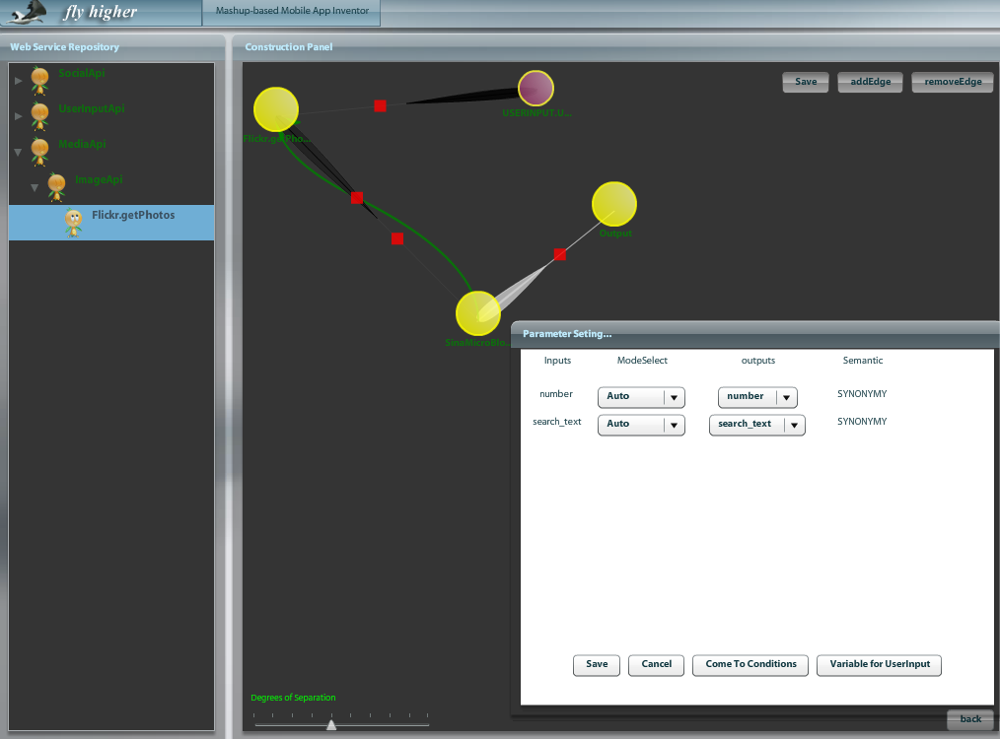 fly higher
Mashup-based Mobile App Inventor
Web Service Repository
Construction Panel
SocialApi
UserInputApi
MediaApi
ImageApi
Flickr.getPhotos
Save
addEdge
removeEdge
USERINPUT.U...
Flickr.getPho...
Output
SinaMicroBlo...
Parameter Seting...
Inputs ModeSelect outputs Semantic
number Auto number SYNONYMY
search_text Auto search_text SYNONYMY
Save Cancel Come To Conditions Variable for UserInput
Degrees of Separation
back